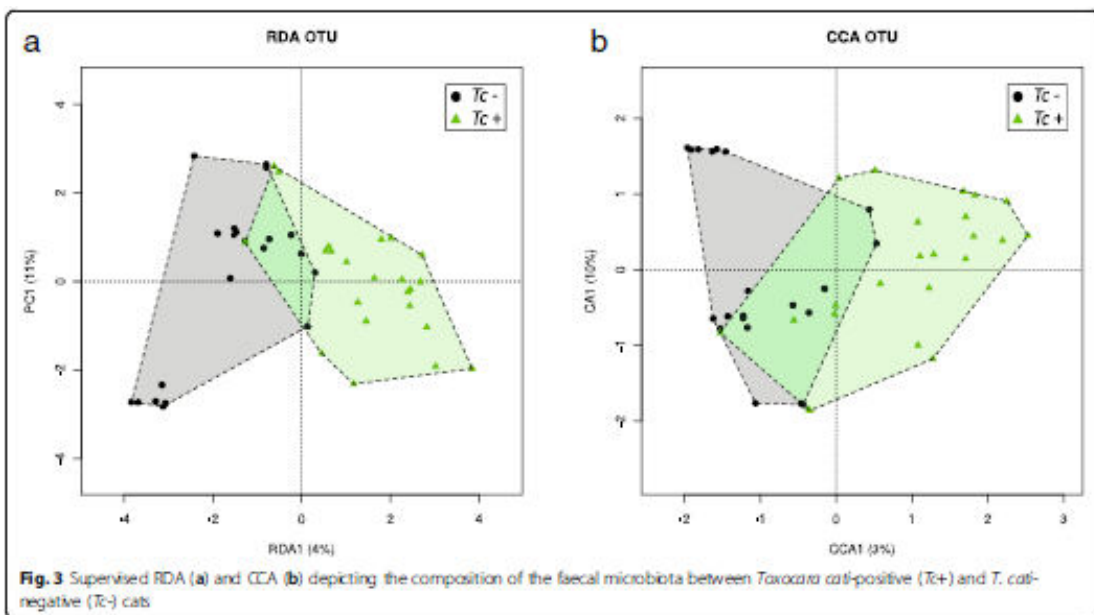 a
RDA OTU
Tc -
Tc +
4
2
0
-2
-4
PC1 (11%)
-4
-2
0
2
4
RDA1 (4%)
b
CCA OTU
Tc -
Tc +
2
1
0
-1
-2
CA1 (10%)
-2
-1
0
1
2
3
CCA1 (3%)
Fig. 3 Supervised RDA (a) and CCA (b) depicting the composition of the faecal microbiota between Toxocara cati-positive (Tc+) and T. cati-
negative (Tc-) cats